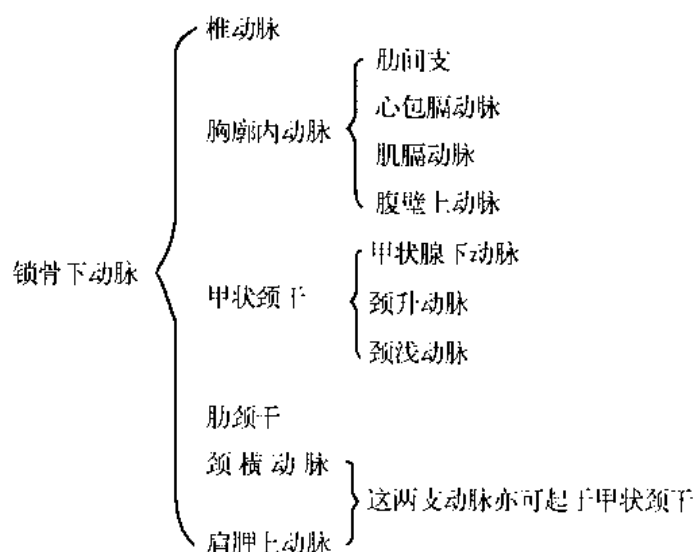 锁骨下动脉
椎动脉
胸廓内动脉
肋间支
心包膈动脉
肌膈动脉
腹壁上动脉
甲状颈干
甲状腺下动脉
颈升动脉
颈浅动脉
肋颈干
颈横动脉
肩胛上动脉
这两支动脉亦可起于甲状颈干